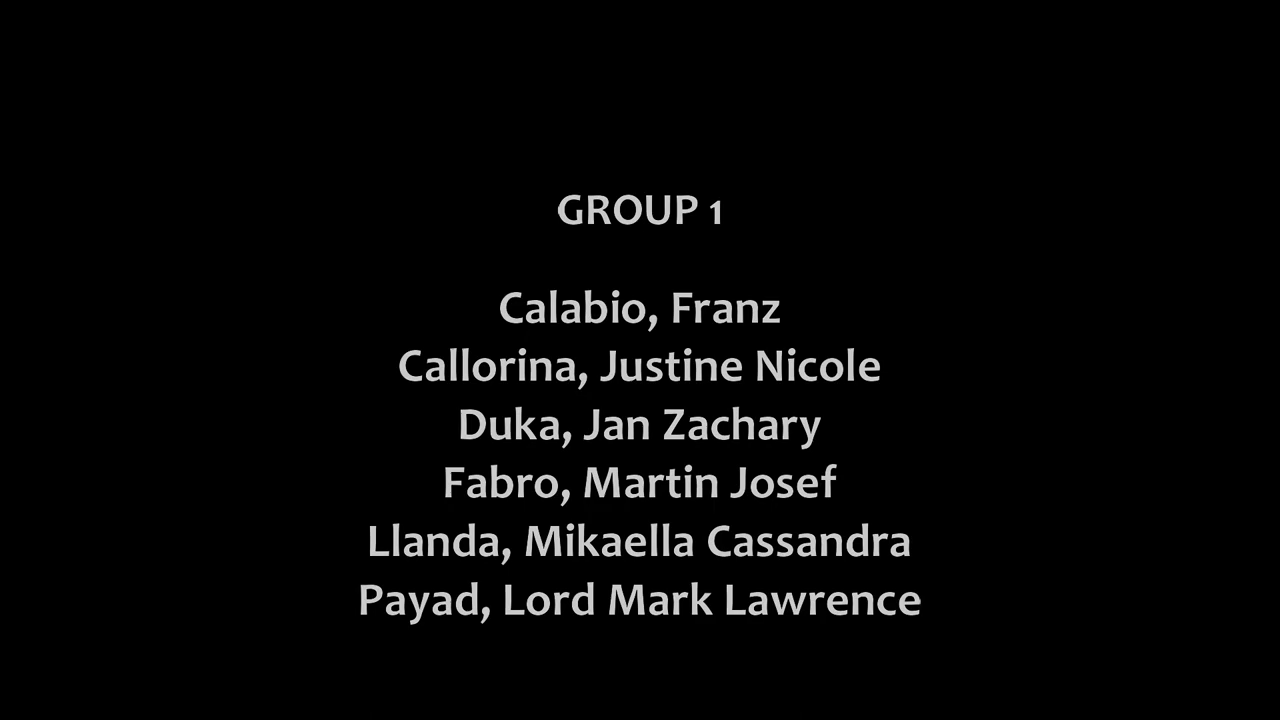 GROUP 1
Calabio, Franz
Callorina, Justine Nicole
Duka, Jan Zachary
Fabro, Martin Josef
Llanda, Mikaella Cassandra
Payad, Lord Mark Lawrence